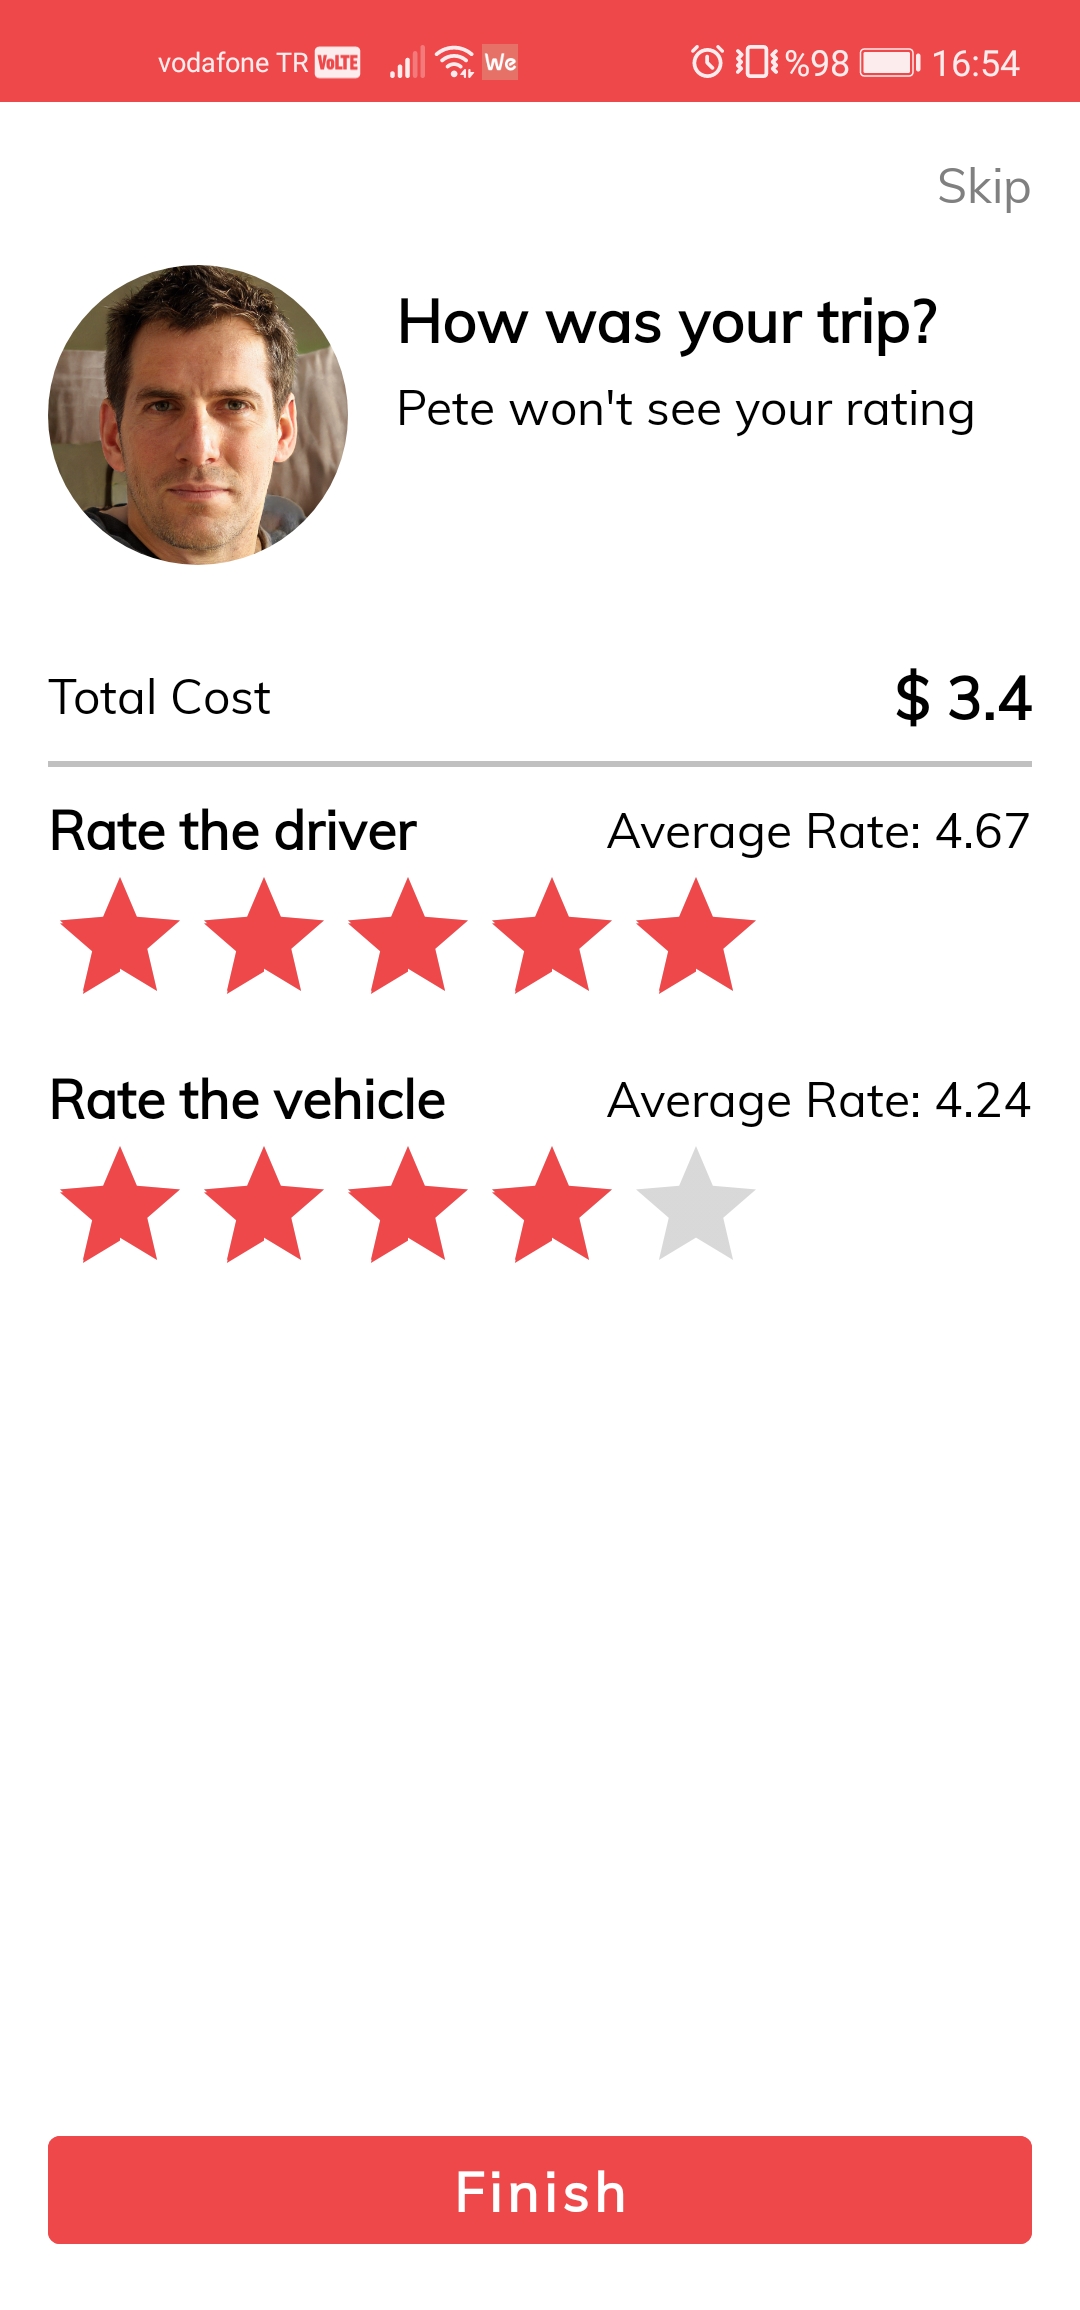 vodafone TR VoLTE We %98 16:54
Skip
How was your trip?
Pete won't see your rating
Total Cost $ 3.4
Rate the driver Average Rate: 4.67
Rate the vehicle Average Rate: 4.24
Finish